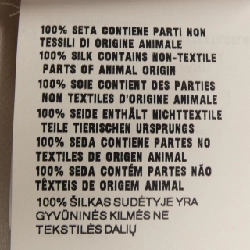 100% SETA CONTIENE PARTI NON
TESSILI DI ORIGINE ANIMALE
100% SILK CONTAINS NON-TEXTILE
PARTS OF ANIMAL ORIGIN
100% SOIE CONTIENT DES PARTIES
NON TEXTILES D'ORIGINE ANIMALE
100% SEIDE ENTHÄLT NICHTTEXTILE
TEILE TIERISCHEN URSPRUNGS
100% SEDA CONTIENE PARTES NO
TEXTILES DE ORIGEN ANIMAL
100% SEDA CONTÉM PARTES NÃO
TÊXTEIS DE ORIGEM ANIMAL
100% ŠILKAS SUDĖTYJE YRA
GYVŪNINĖS KILMĖS NE
TEKSTILĖS DALIŲ